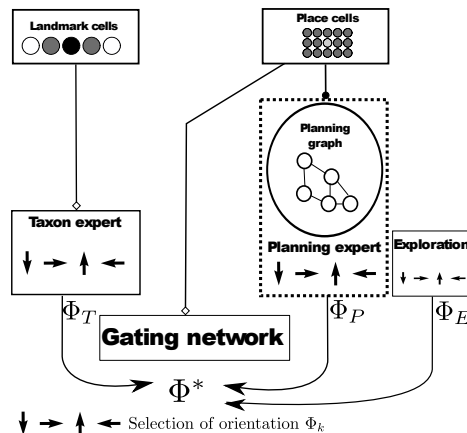 Landmark cells
Place cells
Planning
graph
Taxon expert
Planning expert
Exploration
Φ_T
Φ_P
Φ_E
Gating network
Φ*
Selection of orientation Φ_k